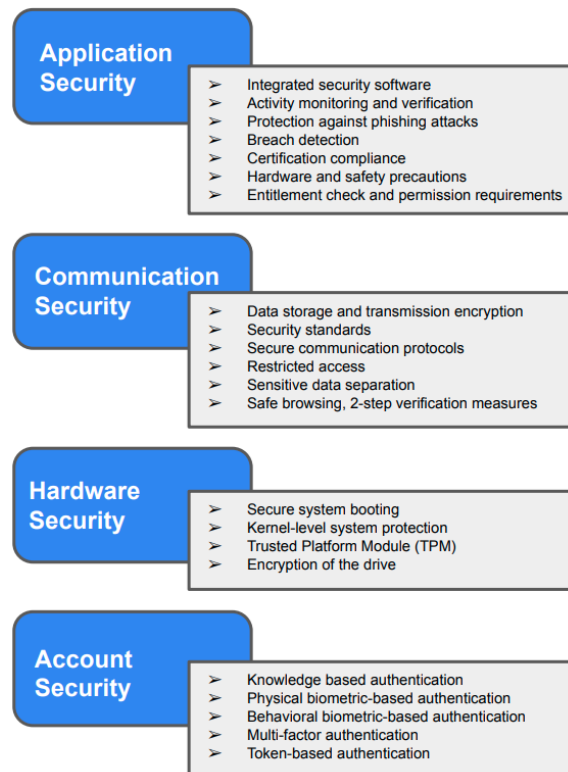 Application
Security
➢ Integrated security software
➢ Activity monitoring and verification
➢ Protection against phishing attacks
➢ Breach detection
➢ Certification compliance
➢ Hardware and safety precautions
➢ Entitlement check and permission requirements
Communication
Security
➢ Data storage and transmission encryption
➢ Security standards
➢ Secure communication protocols
➢ Restricted access
➢ Sensitive data separation
➢ Safe browsing, 2-step verification measures
Hardware
Security
➢ Secure system booting
➢ Kernel-level system protection
➢ Trusted Platform Module (TPM)
➢ Encryption of the drive
Account
Security
➢ Knowledge based authentication
➢ Physical biometric-based authentication
➢ Behavioral biometric-based authentication
➢ Multi-factor authentication
➢ Token-based authentication